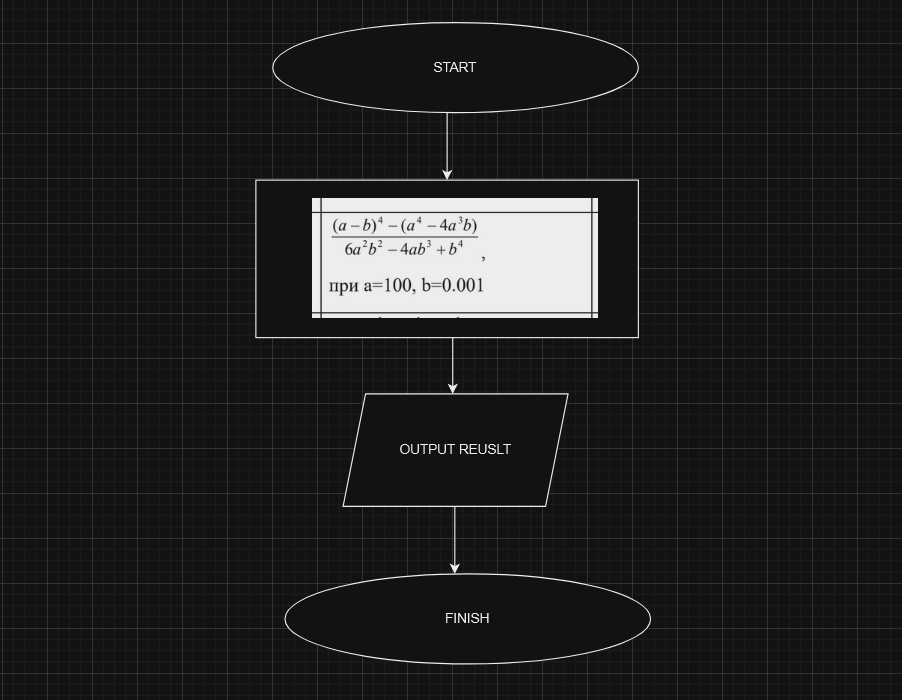 START
(a − b)⁴ − (a⁴ − 4a³b)
6a²b² − 4ab³ + b⁴ ,
при a=100, b=0.001
OUTPUT REUSLT
FINISH